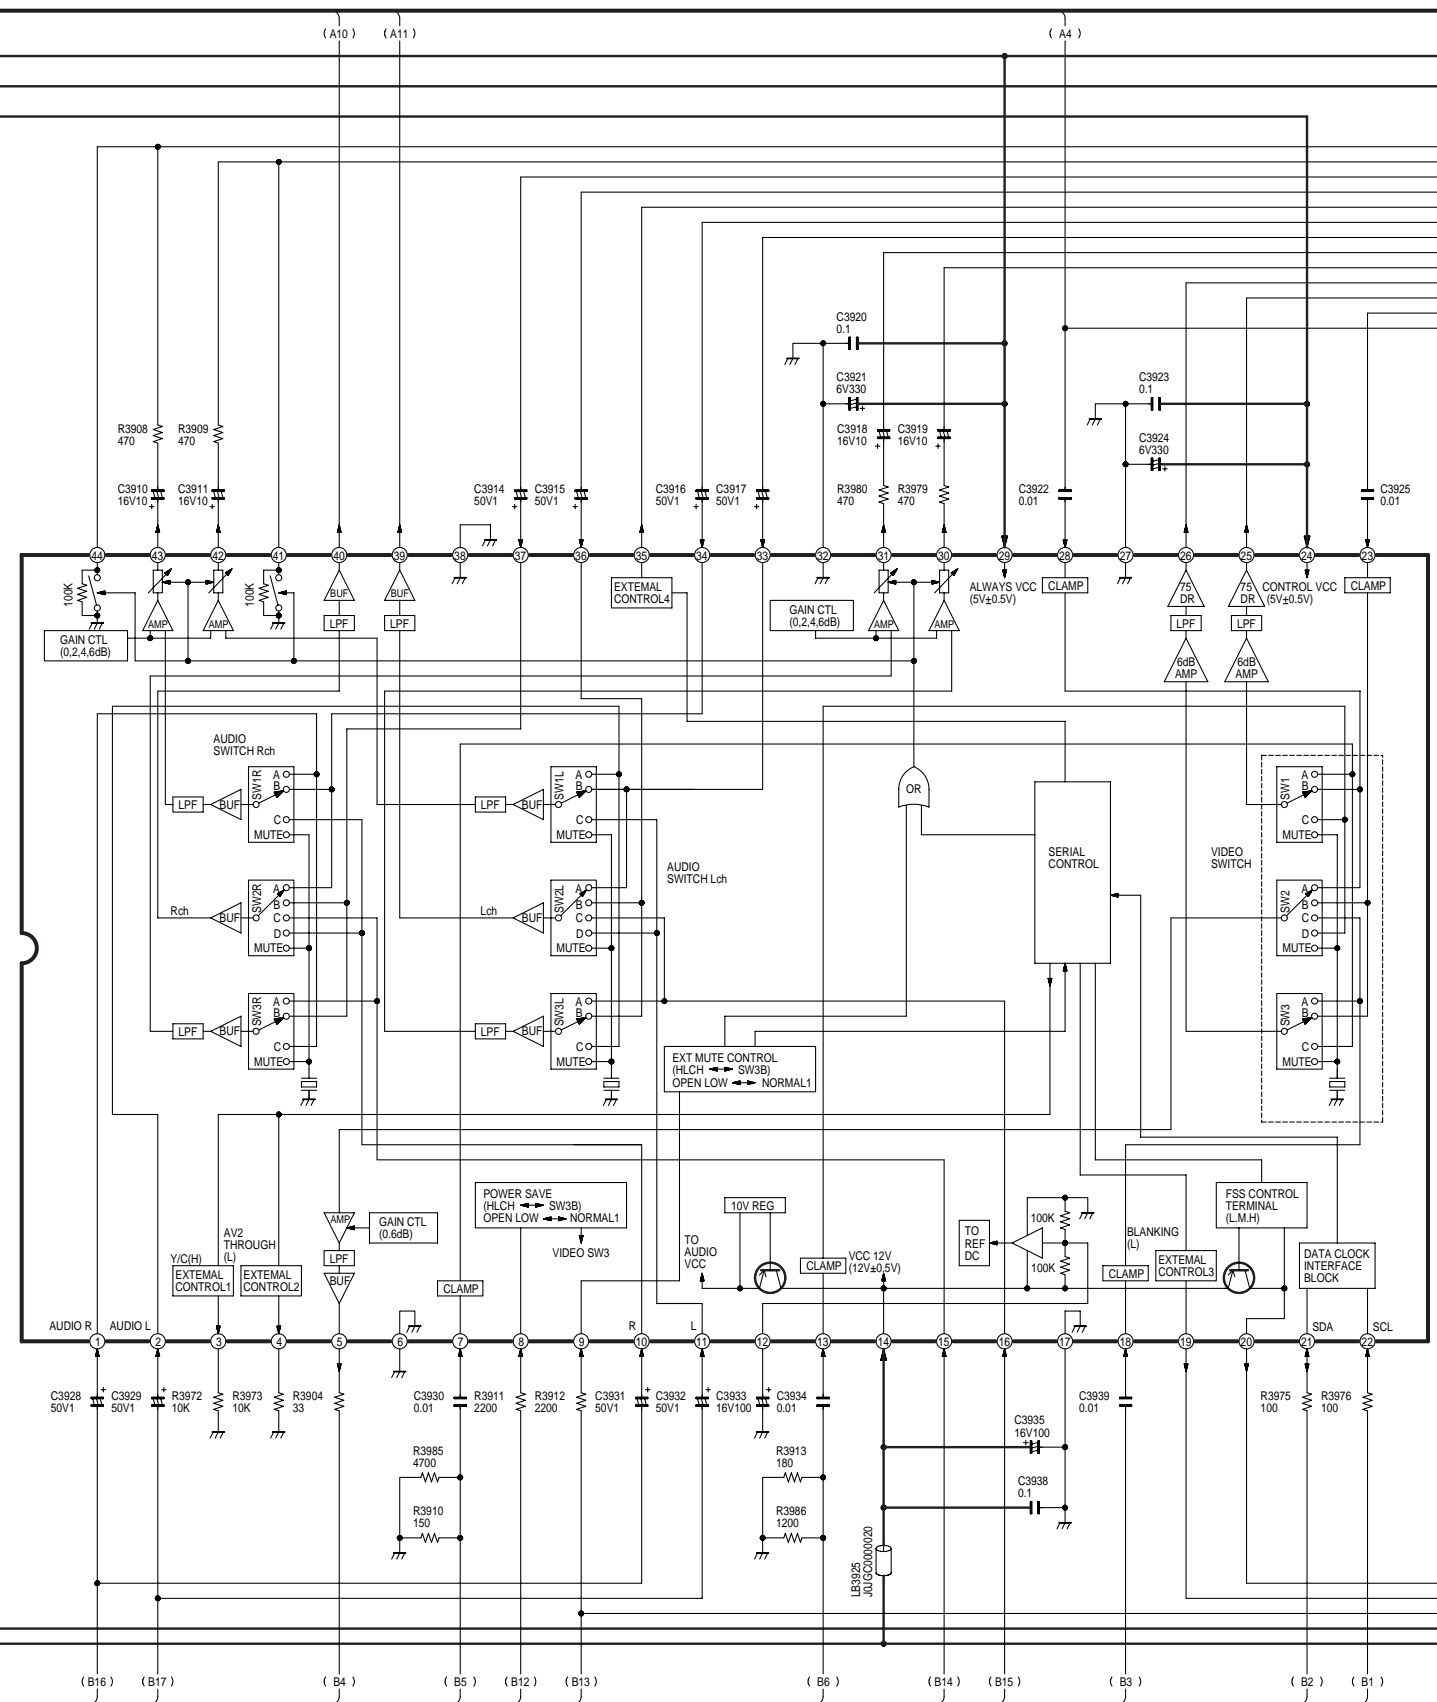 ( A10 )
( A11 )
( A4 )
C3920
0.1
C3921
6V330
C3923
0.1
C3924
6V330
R3908
470
R3909
470
C3918
16V10
C3919
16V10
C3910
16V10
C3911
16V10
C3914
50V1
C3915
50V1
C3916
50V1
C3917
50V1
R3980
470
R3979
470
C3922
0.01
C3925
0.01
44
43
42
41
40
39
38
37
36
35
34
33
32
31
30
29
28
27
26
25
24
23
100K
100K
BUF
BUF
EXTEMAL
CONTROL4
ALWAYS VCC
(5V±0.5V)
CLAMP
75
DR
75
DR
CONTROL VCC
(5V±0.5V)
CLAMP
AMP
AMP
LPF
LPF
GAIN CTL
(0,2,4,6dB)
GAIN CTL
(0,2,4,6dB)
AMP
AMP
LPF
LPF
6dB
AMP
6dB
AMP
AUDIO
SWITCH Rch
LPF
BUF
SW1R
A
B
C
MUTE
LPF
BUF
SW1L
A
B
C
MUTE
OR
SERIAL
CONTROL
SW1
A
B
C
MUTE
AUDIO
SWITCH Lch
VIDEO
SWITCH
Rch
BUF
SW2R
A
B
C
D
MUTE
Lch
BUF
SW2L
A
B
C
D
MUTE
SW2
A
B
C
D
MUTE
LPF
BUF
SW3R
A
B
C
MUTE
LPF
BUF
SW3L
A
B
C
MUTE
SW3
A
B
C
MUTE
EXT MUTE CONTROL
(HLCH SW3B)
OPEN LOW NORMAL1
POWER SAVE
(HLCH SW3B)
OPEN LOW NORMAL1
VIDEO SW3
10V REG
FSS CONTROL
TERMINAL
(L.M.H)
AMP
GAIN CTL
(0.6dB)
LPF
BUF
AV2
THROUGH
(L)
Y/C(H)
EXTEMAL
CONTROL1
EXTEMAL
CONTROL2
CLAMP
TO
AUDIO
VCC
CLAMP
VCC 12V
(12V±0,5V)
TO
REF
DC
100K
100K
BLANKING
(L)
CLAMP
EXTEMAL
CONTROL3
DATA CLOCK
INTERFACE
BLOCK
AUDIO R
AUDIO L
R
L
SDA
SCL
1
2
3
4
5
6
7
8
9
10
11
12
13
14
15
16
17
18
19
20
21
22
C3928
50V1
C3929
50V1
R3972
10K
R3973
10K
R3904
33
C3930
0.01
R3911
2200
R3912
2200
C3931
50V1
C3932
50V1
C3933
16V100
C3934
0.01
C3939
0.01
R3975
100
R3976
100
C3935
16V100
R3985
4700
R3913
180
C3938
0.1
R3910
150
R3986
1200
LB3925
J0JGC0000020
( B16 )
( B17 )
( B4 )
( B5 )
( B12 )
( B13 )
( B6 )
( B14 )
( B15 )
( B3 )
( B2 )
( B1 )